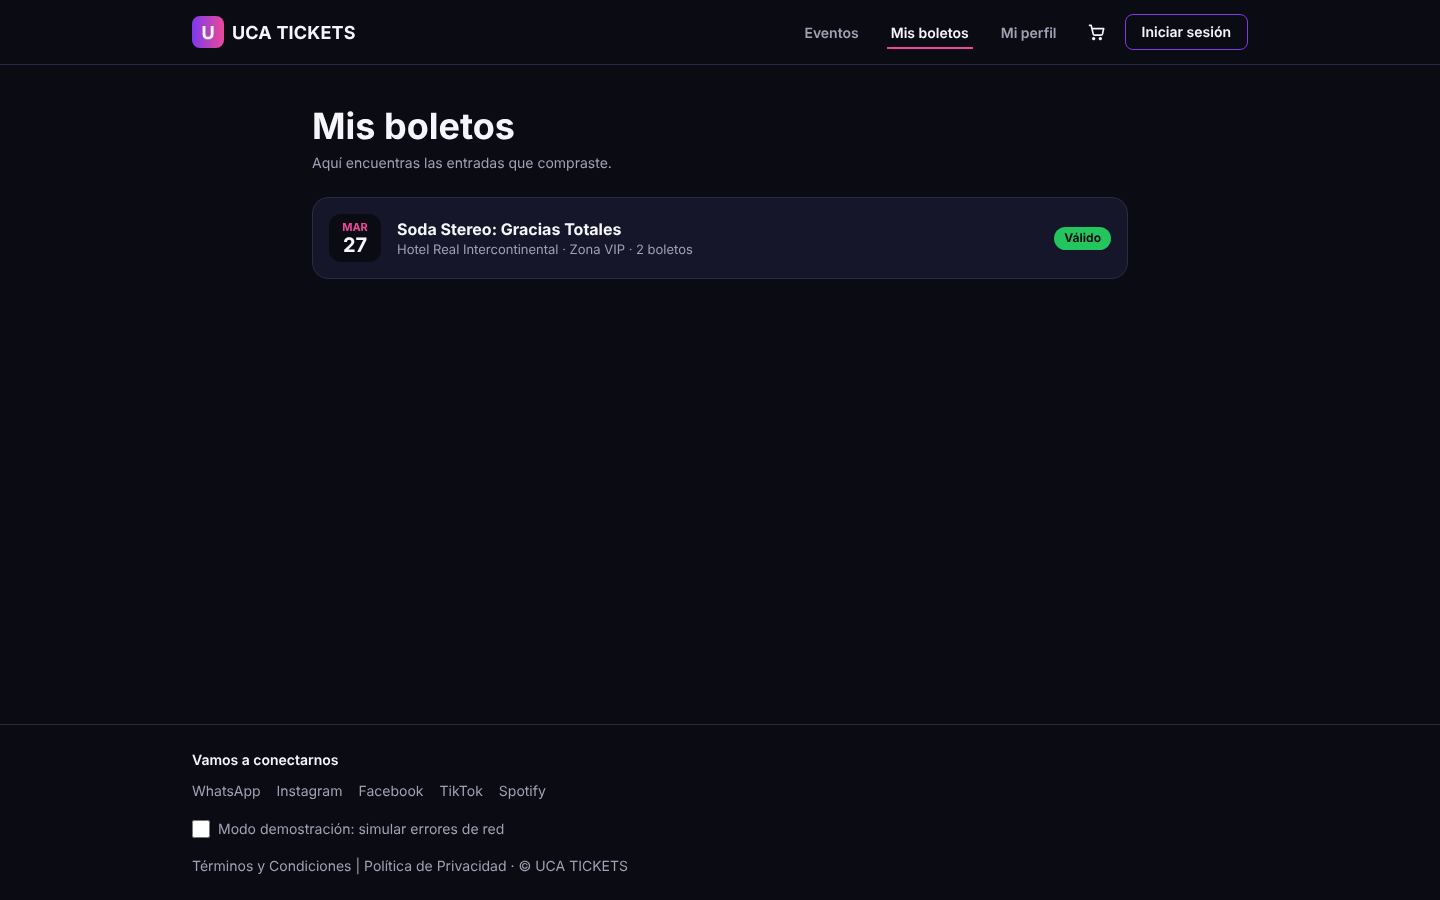 U UCA TICKETS
Eventos Mis boletos Mi perfil Iniciar sesión
Mis boletos
Aquí encuentras las entradas que compraste.
MAR
27
Soda Stereo: Gracias Totales
Hotel Real Intercontinental · Zona VIP · 2 boletos
Válido
Vamos a conectarnos
WhatsApp Instagram Facebook TikTok Spotify
Modo demostración: simular errores de red
Términos y Condiciones | Política de Privacidad · © UCA TICKETS